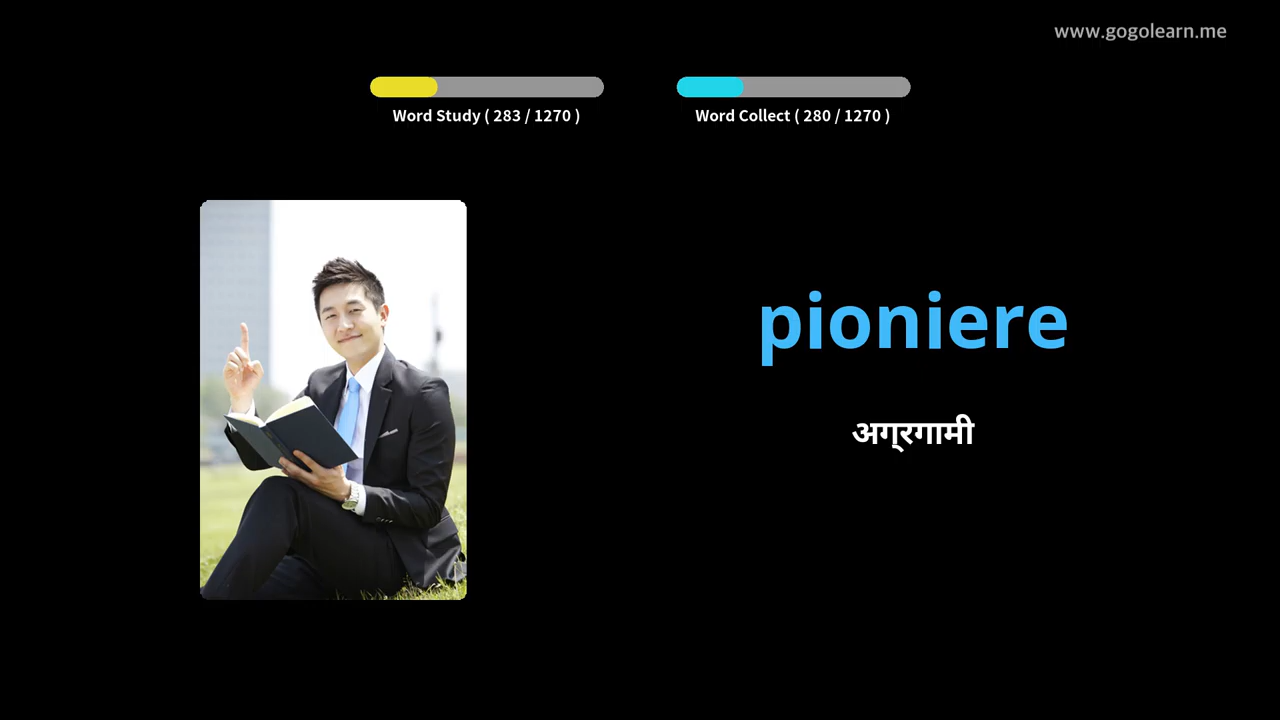 www.gogolearn.me
Word Study ( 283 / 1270 )
Word Collect ( 280 / 1270 )
pioniere
अग्रगामी